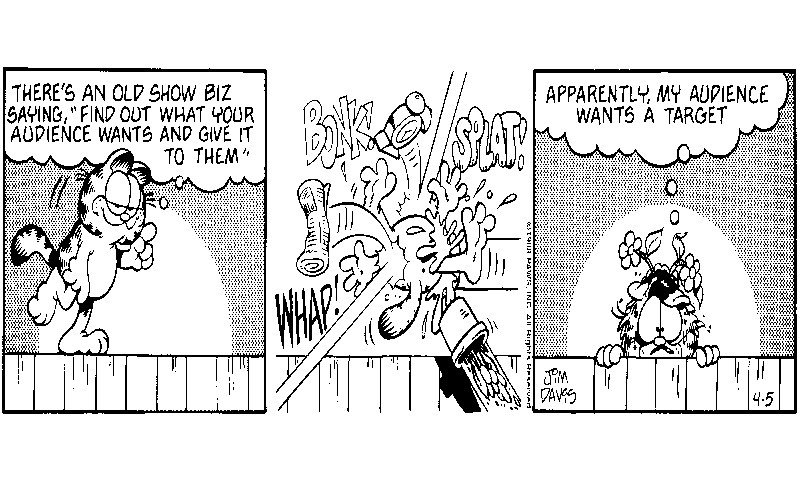 THERE'S AN OLD SHOW BIZ
SAYING, "FIND OUT WHAT YOUR
AUDIENCE WANTS AND GIVE IT
TO THEM"
BONK!
SPLAT!
WHAP!
APPARENTLY, MY AUDIENCE
WANTS A TARGET
JIM
DAVIS
4-5